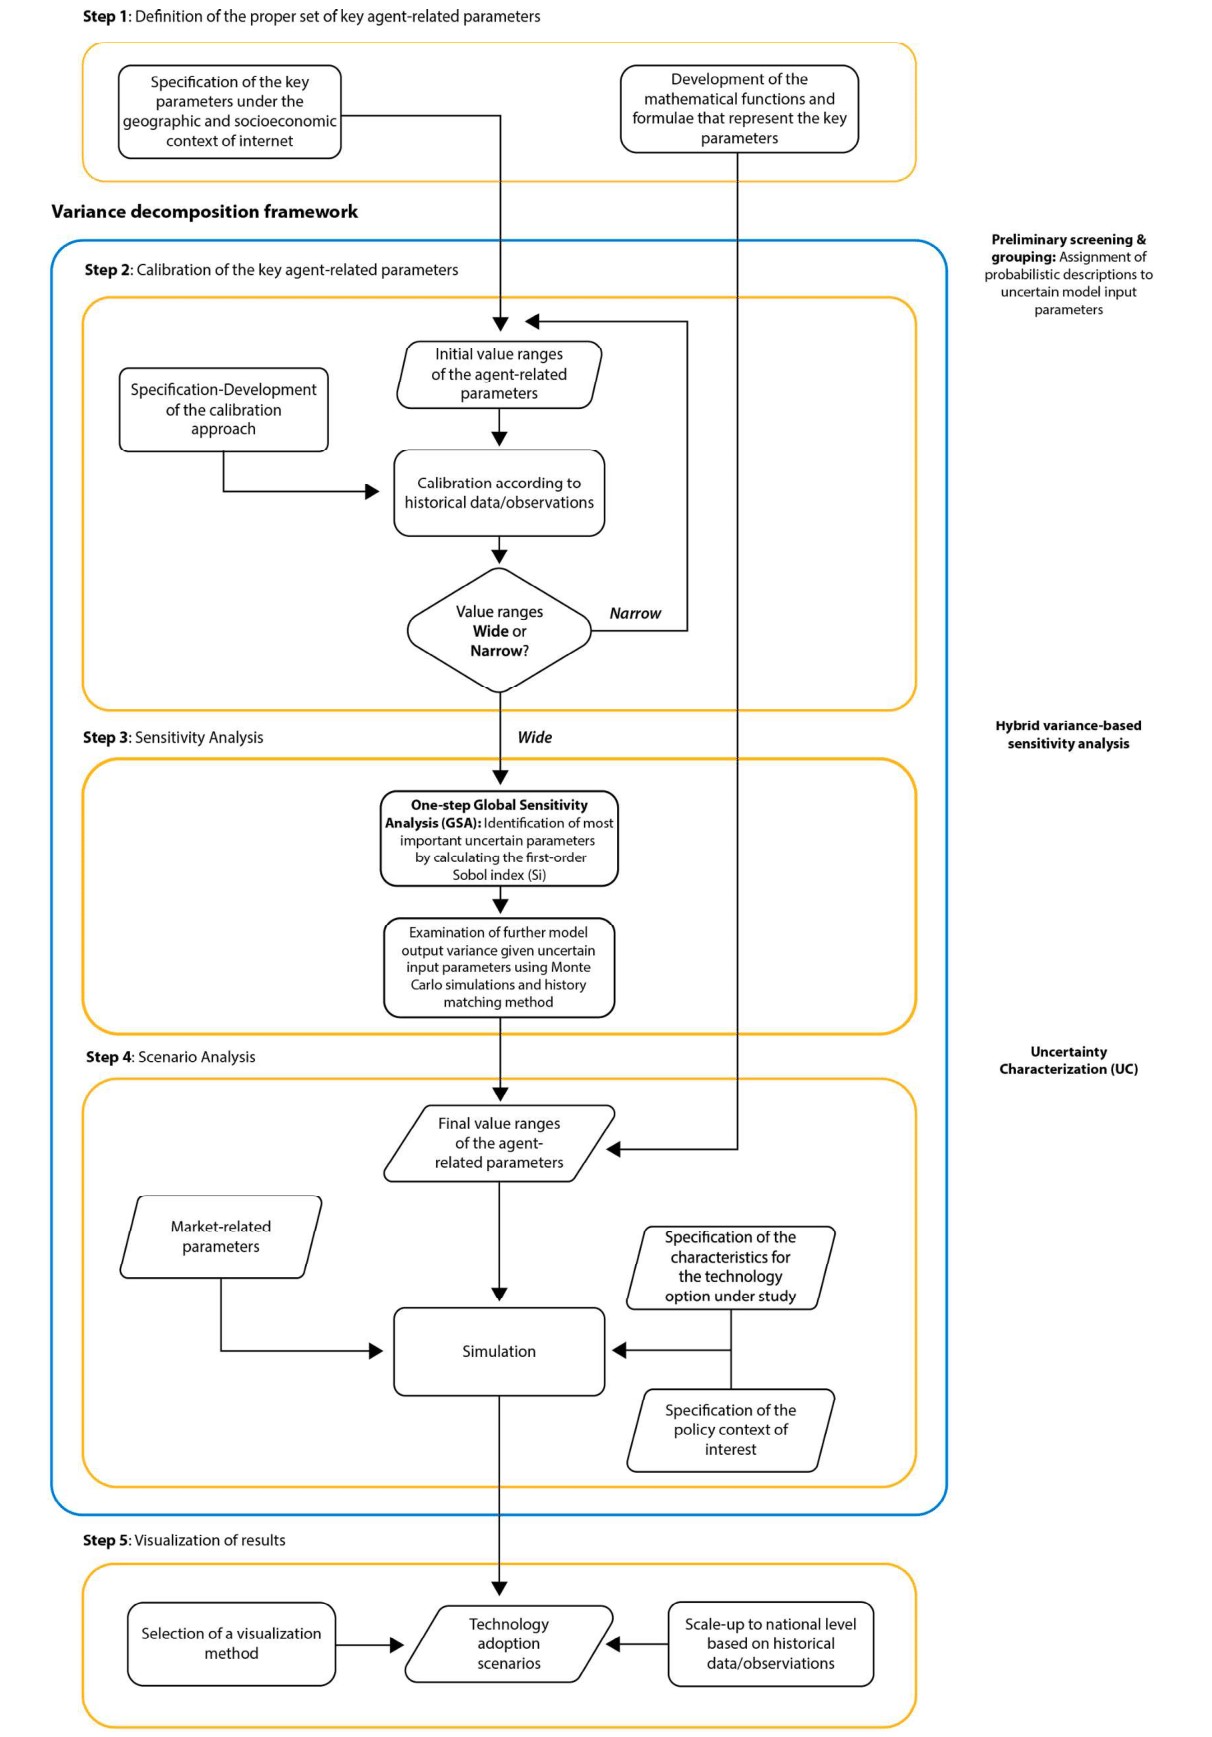 Step 1: Definition of the proper set of key agent-related parameters
Specification of the key
parameters under the
geographic and socioeconomic
context of internet
Development of the
mathematical functions and
formulae that represent the key
parameters
Variance decomposition framework
Preliminary screening &
grouping: Assignment of
probabilistic descriptions to
uncertain model input
parameters
Step 2: Calibration of the key agent-related parameters
Initial value ranges
of the agent-related
parameters
Specification-Development
of the calibration
approach
Calibration according to
historical data/observations
Value ranges
Wide or
Narrow?
Narrow
Hybrid variance-based
sensitivity analysis
Step 3: Sensitivity Analysis
Wide
One-step Global Sensitivity
Analysis (GSA): Identification of most
important uncertain parameters
by calculating the first-order
Sobol index (Si)
Examination of further model
output variance given uncertain
input parameters using Monte
Carlo simulations and history
matching method
Uncertainty
Characterization (UC)
Step 4: Scenario Analysis
Final value ranges
of the agent-
related parameters
Market-related
parameters
Specification of the
characteristics for
the technology
option under study
Simulation
Specification of the
policy context of
interest
Step 5: Visualization of results
Selection of a visualization
method
Technology
adoption
scenarios
Scale-up to national level
based on historical
data/observiations